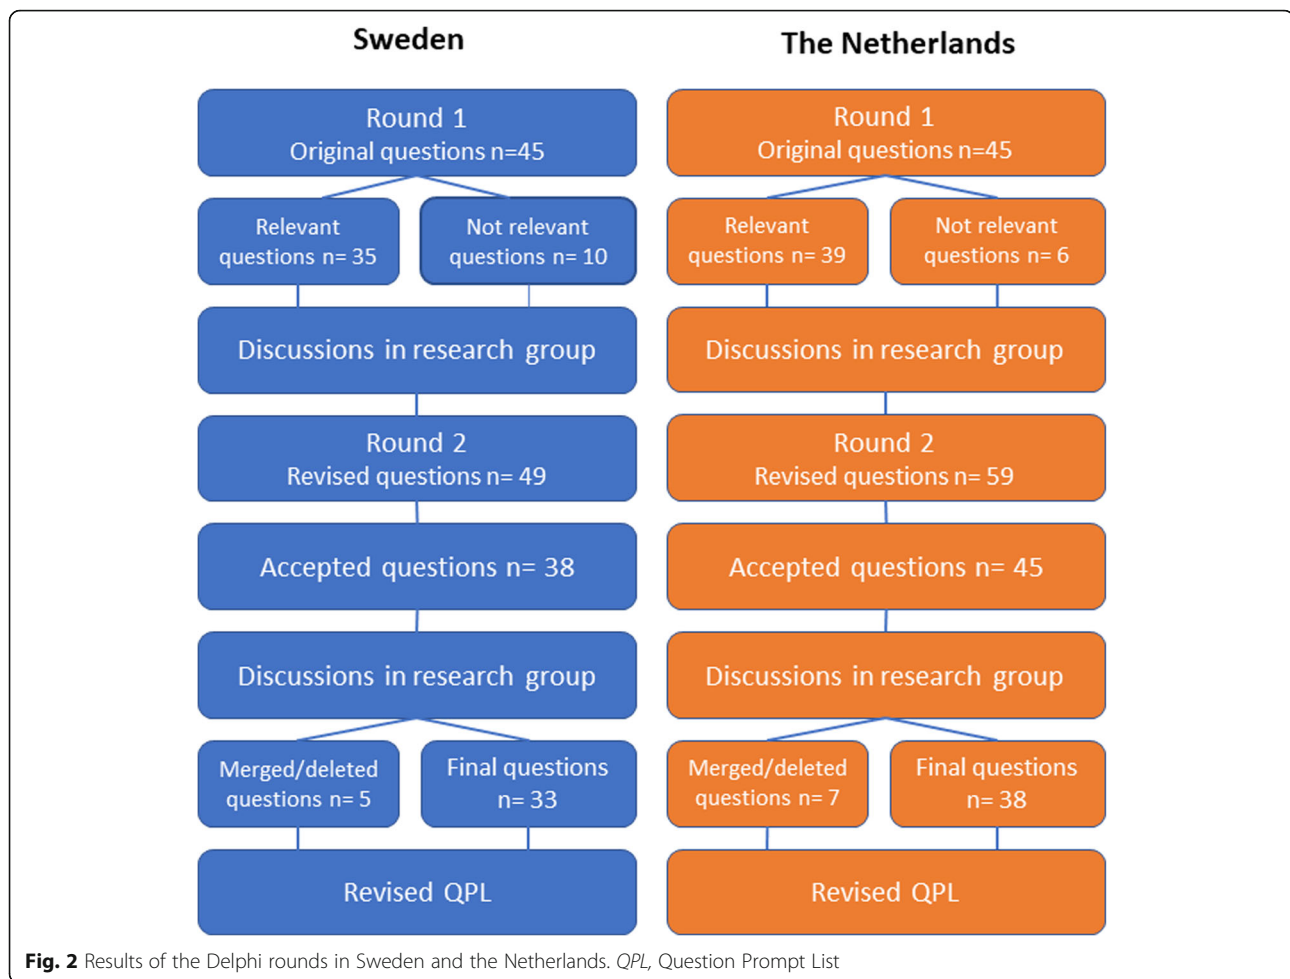 Sweden
Round 1
Original questions n=45
Relevant
questions n= 35
Not relevant
questions n= 10
Discussions in research group
Round 2
Revised questions n= 49
Accepted questions n= 38
Discussions in research group
Merged/deleted
questions n= 5
Final questions
n= 33
Revised QPL
The Netherlands
Round 1
Original questions n=45
Relevant
questions n= 39
Not relevant
questions n= 6
Discussions in research group
Round 2
Revised questions n= 59
Accepted questions n= 45
Discussions in research group
Merged/deleted
questions n= 7
Final questions
n= 38
Revised QPL
Fig. 2 Results of the Delphi rounds in Sweden and the Netherlands. QPL, Question Prompt List